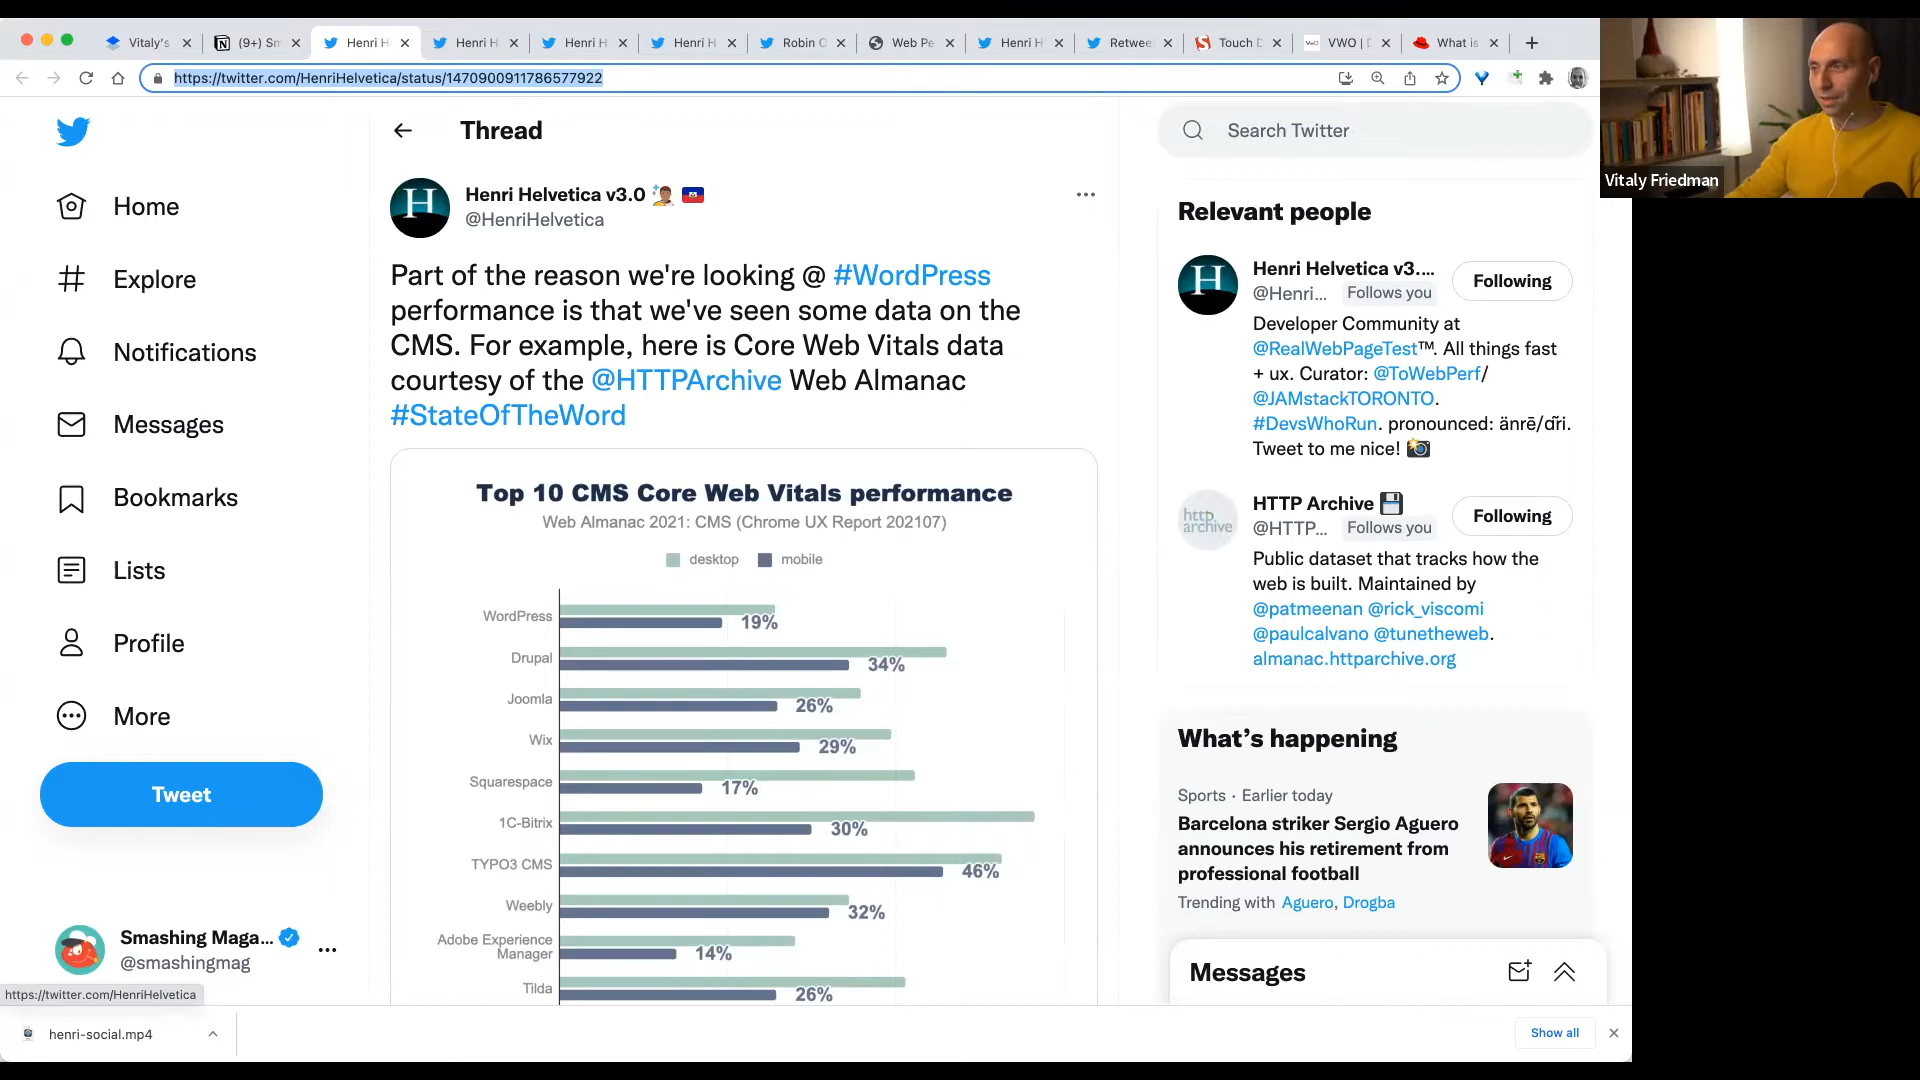 Vitaly's
(9+) Sm
Henri H
Henri H
Henri H
Henri H
Robin C
Web Pe
Henri H
Retwee
Touch D
VWO | D
What is
https://twitter.com/HenriHelvetica/status/1470900911786577922
Vitaly Friedman
Home
Explore
Notifications
Messages
Bookmarks
Lists
Profile
More
Tweet
Smashing Maga...
@smashingmag
https://twitter.com/HenriHelvetica
Thread
Henri Helvetica v3.0
@HenriHelvetica
Part of the reason we're looking @ #WordPress
performance is that we've seen some data on the
CMS. For example, here is Core Web Vitals data
courtesy of the @HTTPArchive Web Almanac
#StateOfTheWord
Top 10 CMS Core Web Vitals performance
Web Almanac 2021: CMS (Chrome UX Report 202107)
desktop mobile
WordPress 19%
Drupal 34%
Joomla 26%
Wix 29%
Squarespace 17%
1C-Bitrix 30%
TYPO3 CMS 46%
Weebly 32%
Adobe Experience
Manager 14%
Tilda 26%
Search Twitter
Relevant people
Henri Helvetica v3....
@Henri... Follows you
Following
Developer Community at
@RealWebPageTest™. All things fast
+ ux. Curator: @ToWebPerf/
@JAMstackTORONTO.
#DevsWhoRun. pronounced: änrē/ɑr̃i.
Tweet to me nice!
http
archive
HTTP Archive
@HTTP... Follows you
Following
Public dataset that tracks how the
web is built. Maintained by
@patmeenan @rick_viscomi
@paulcalvano @tunetheweb.
almanac.httparchive.org
What's happening
Sports · Earlier today
Barcelona striker Sergio Aguero
announces his retirement from
professional football
Trending with Aguero, Drogba
Messages
henri-social.mp4
Show all